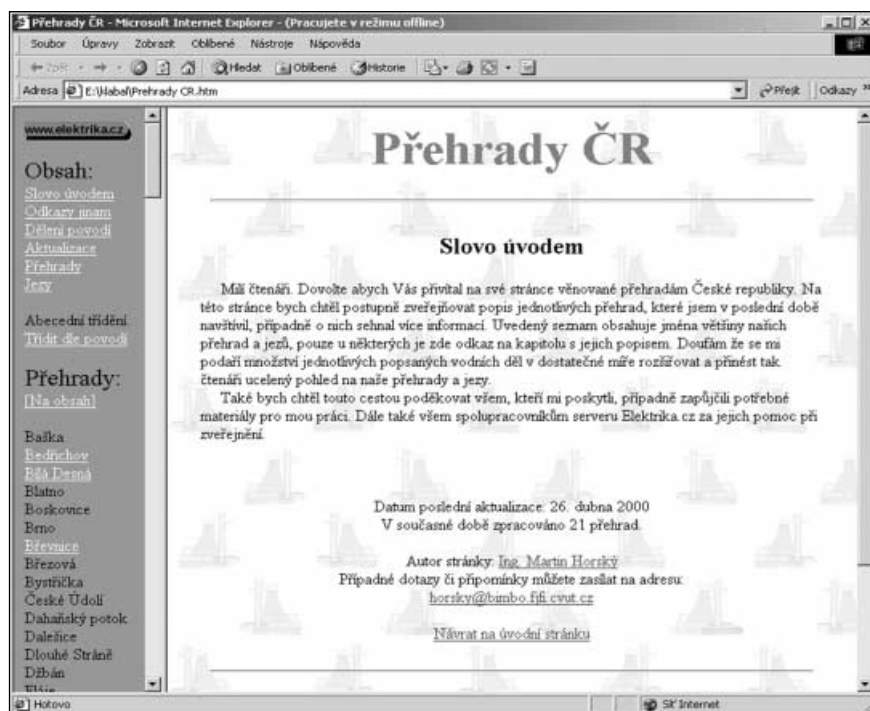 Přehrady ČR - Microsoft Internet Explorer - (Pracujete v režimu offline)
Soubor Úpravy Zobrazit Oblíbené Nástroje Nápověda
Zpět Hledat Oblíbené Historie
Adresa E:\Habal\Prehrady CR.htm Přejít Odkazy »
www.elektrika.cz
Obsah:
Slovo úvodem
Odkazy jinam
Dělení povodí
Aktualizace
Přehrady
Jezy
Abecední třídění
Třídit dle povodí
Přehrady:
[Na obsah]
Baška
Bedřichov
Bílá Desná
Blatno
Boskovice
Brno
Břevnice
Březová
Bystřička
České Údolí
Dahaňský potok
Dalešice
Dlouhé Stráně
Džbán
Fláje
Přehrady ČR
Slovo úvodem
Milí čtenáři. Dovolte abych Vás přivítal na své stránce věnované přehradám České republiky. Na
této stránce bych chtěl postupně zveřejňovat popis jednotlivých přehrad, které jsem v poslední době
navštívil, případně o nich sehnal více informací. Uvedený seznam obsahuje jména většiny našich
přehrad a jezů, pouze u některých je zde odkaz na kapitolu s jejich popisem. Doufám že se mi
podaří množství jednotlivých popsaných vodních děl v dostatečné míře rozšiřovat a přinést tak
čtenáři ucelený pohled na naše přehrady a jezy.
Také bych chtěl touto cestou poděkovat všem, kteří mi poskytli, případně zapůjčili potřebné
materiály pro mou práci. Dále také všem spolupracovníkům serveru Elektrika.cz za jejich pomoc při
zveřejnění.
Datum poslední aktualizace: 26. dubna 2000
V současné době zpracováno 21 přehrad.
Autor stránky: Ing. Martin Horský
Případné dotazy či připomínky můžete zasílat na adresu:
horsky@bimbo.fjfi.cvut.cz
Návrat na úvodní stránku
Hotovo Síť Internet